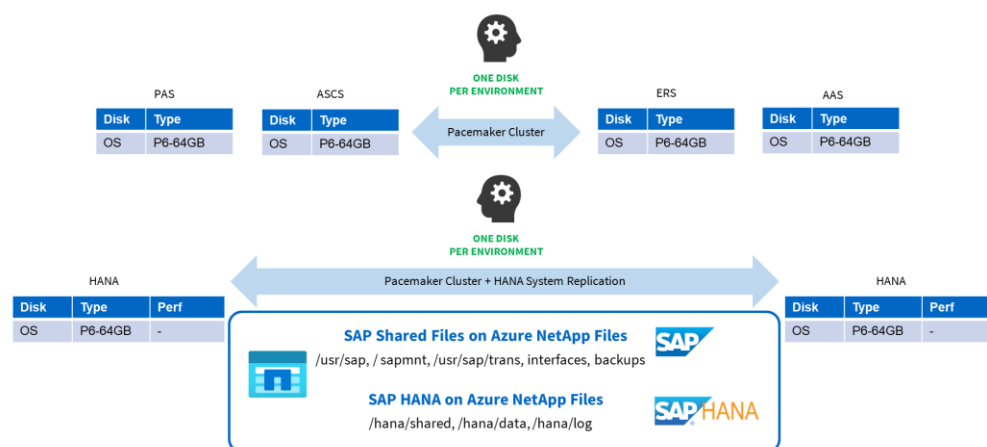 ONE DISK
PER ENVIRONMENT
PAS
Disk Type
OS P6-64GB
ASCS
Disk Type
OS P6-64GB
Pacemaker Cluster
ERS
Disk Type
OS P6-64GB
AAS
Disk Type
OS P6-64GB
ONE DISK
PER ENVIRONMENT
Pacemaker Cluster + HANA System Replication
HANA
Disk Type Perf
OS P6-64GB -
HANA
Disk Type Perf
OS P6-64GB -
SAP Shared Files on Azure NetApp Files
/usr/sap, / sapmnt, /usr/sap/trans, interfaces, backups
SAP
SAP HANA on Azure NetApp Files
/hana/shared, /hana/data, /hana/log
SAP HANA